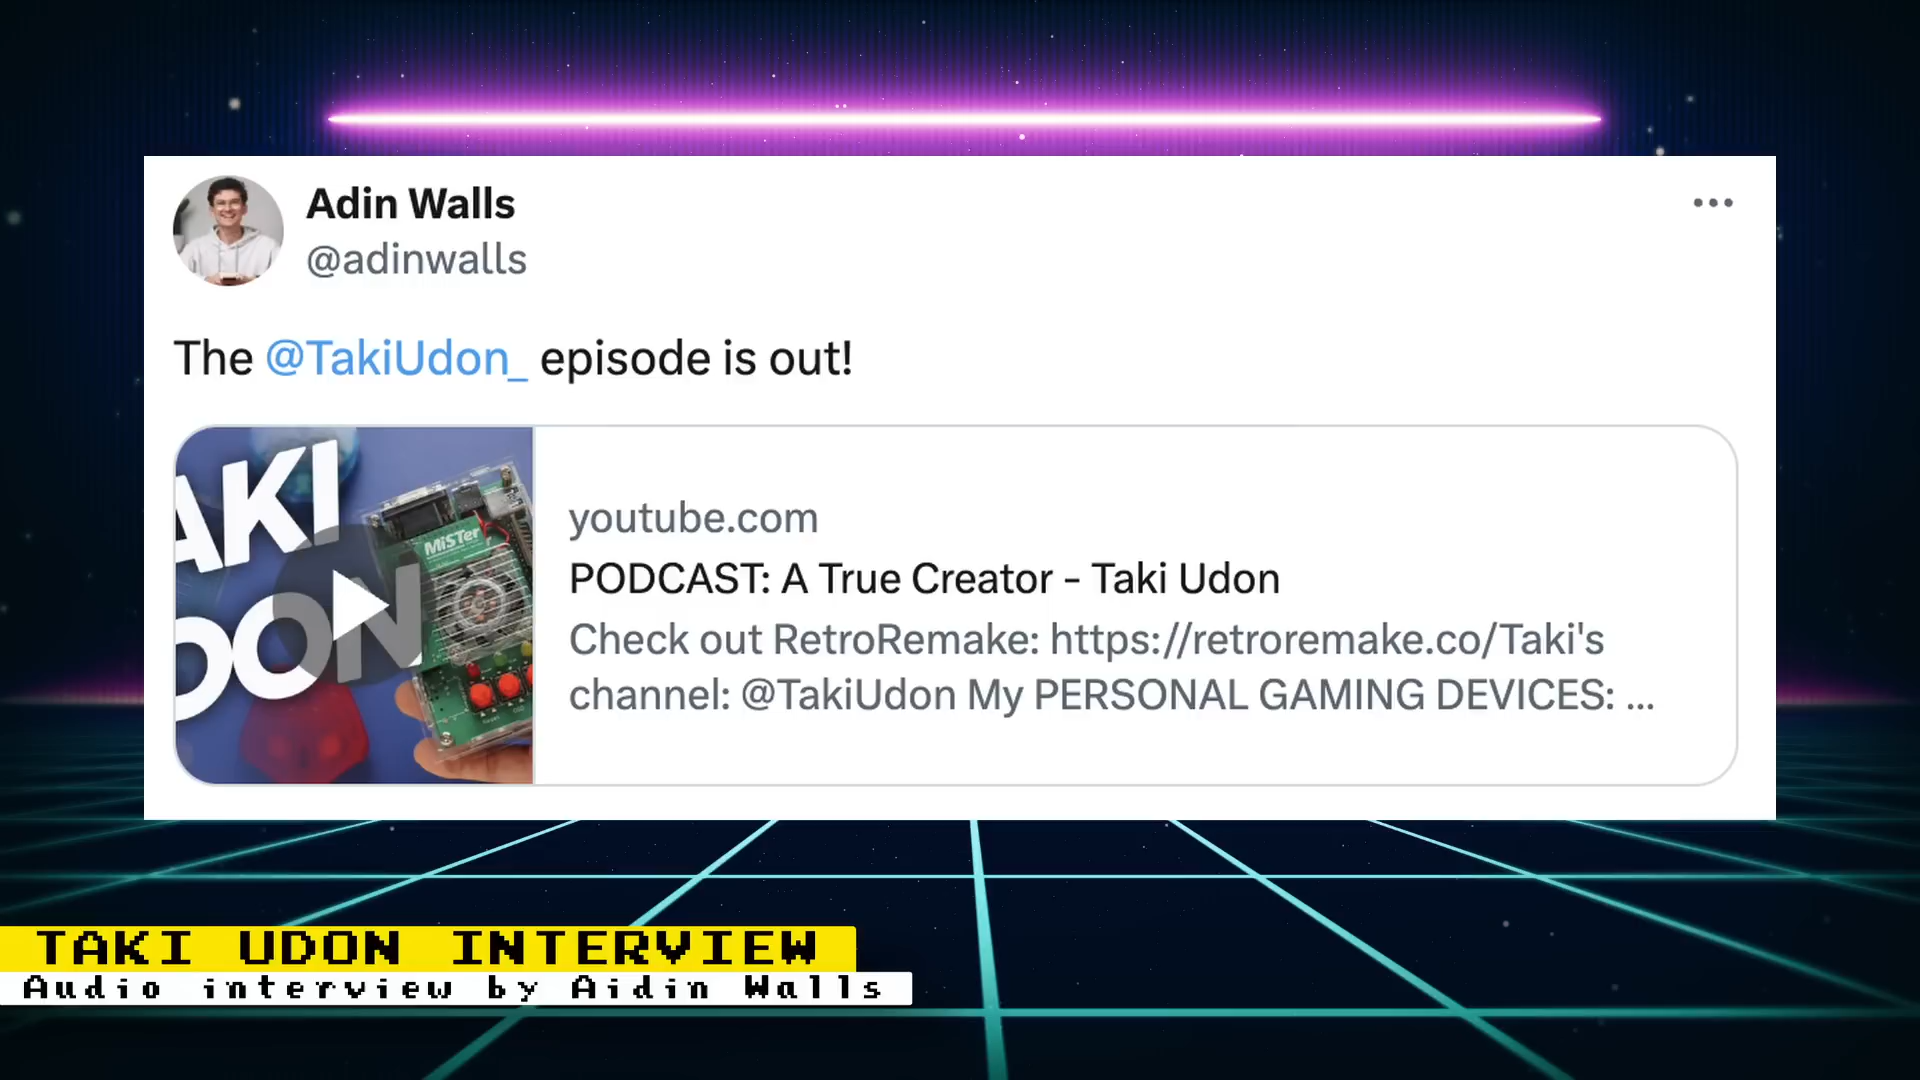 Adin Walls
@adinwalls
The @TakiUdon_ episode is out!
AKI
DON
MiSTer
youtube.com
PODCAST: A True Creator - Taki Udon
Check out RetroRemake: https://retroremake.co/Taki's
channel: @TakiUdon My PERSONAL GAMING DEVICES: ...
TAKI UDON INTERVIEW
Audio interview by Aidin Walls